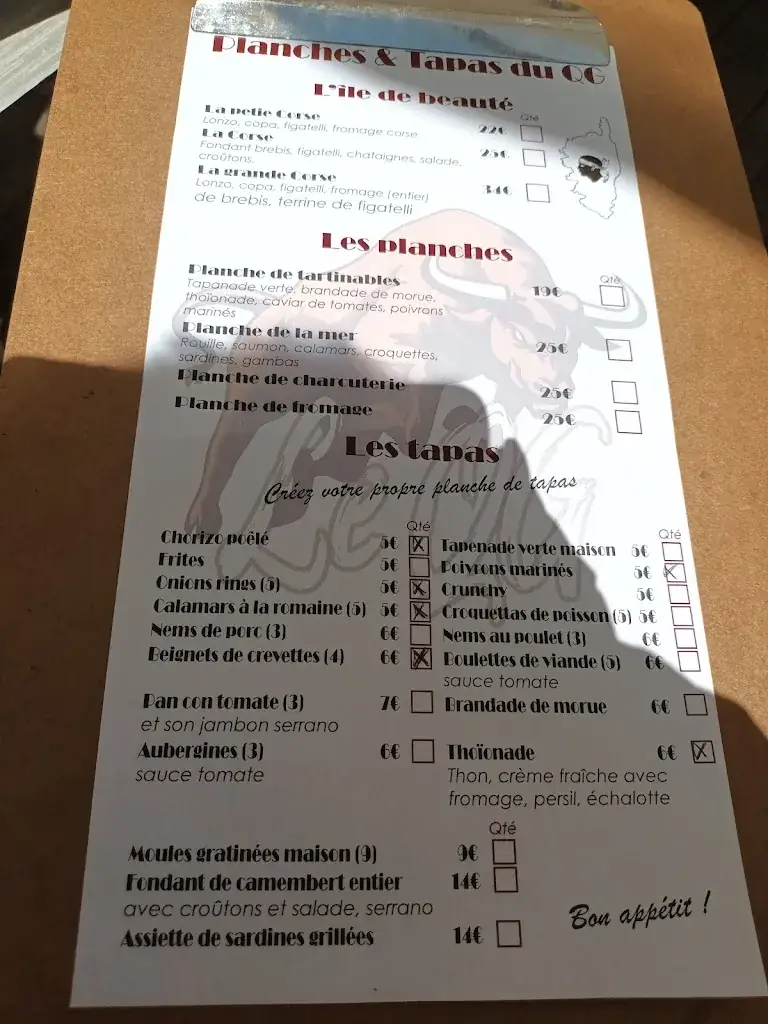 Planches & Tapas du QG
L'île de beauté
Qté
La petie Corse 22€
Lonzo, copa, figatelli, fromage corse
La Corse 25€
Fondant brebis, figatelli, chataignes, salade,
croûtons.
La grande Corse 34€
Lonzo, copa, figatelli, fromage (entier)
de brebis, terrine de figatelli
Les planches
Qté
Planche de tartinables 19€
Tapanade verte, brandade de morue,
thoïonade, caviar de tomates, poivrons
marinés
Planche de la mer 25€
Rouille, saumon, calamars, croquettes,
sardines, gambas
Planche de charcuterie 25€
Planche de fromage 25€
Le QG
Les tapas
Créez votre propre planche de tapas
Qté
Chorizo poêlé 5€ X
Frites 5€
Onions rings (5) 5€ X
Calamars à la romaine (5) 5€ X
Nems de porc (3) 6€
Beignets de crevettes (4) 6€ X
Pan con tomate (3) 7€
et son jambon serrano
Aubergines (3) 6€
sauce tomate
Qté
Tapenade verte maison 5€
Poivrons marinés 5€ X
Crunchy 5€
Croquettas de poisson (5) 5€
Nems au poulet (3) 6€
Boulettes de viande (5) 6€
sauce tomate
Brandade de morue 6€
Thoïonade 6€ X
Thon, crème fraîche avec
fromage, persil, échalotte
Qté
Moules gratinées maison (9) 9€
Fondant de camembert entier 14€
avec croûtons et salade, serrano
Assiette de sardines grillées 14€
Bon appétit !